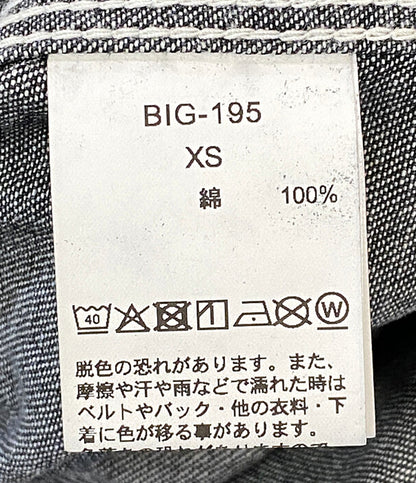 BIG-195
XS
綿 100%
40 W
脱色の恐れがあります。また、
摩擦や汗や雨などで濡れた時は
ベルトやバック・他の衣料・下
着に色が移る事があります。